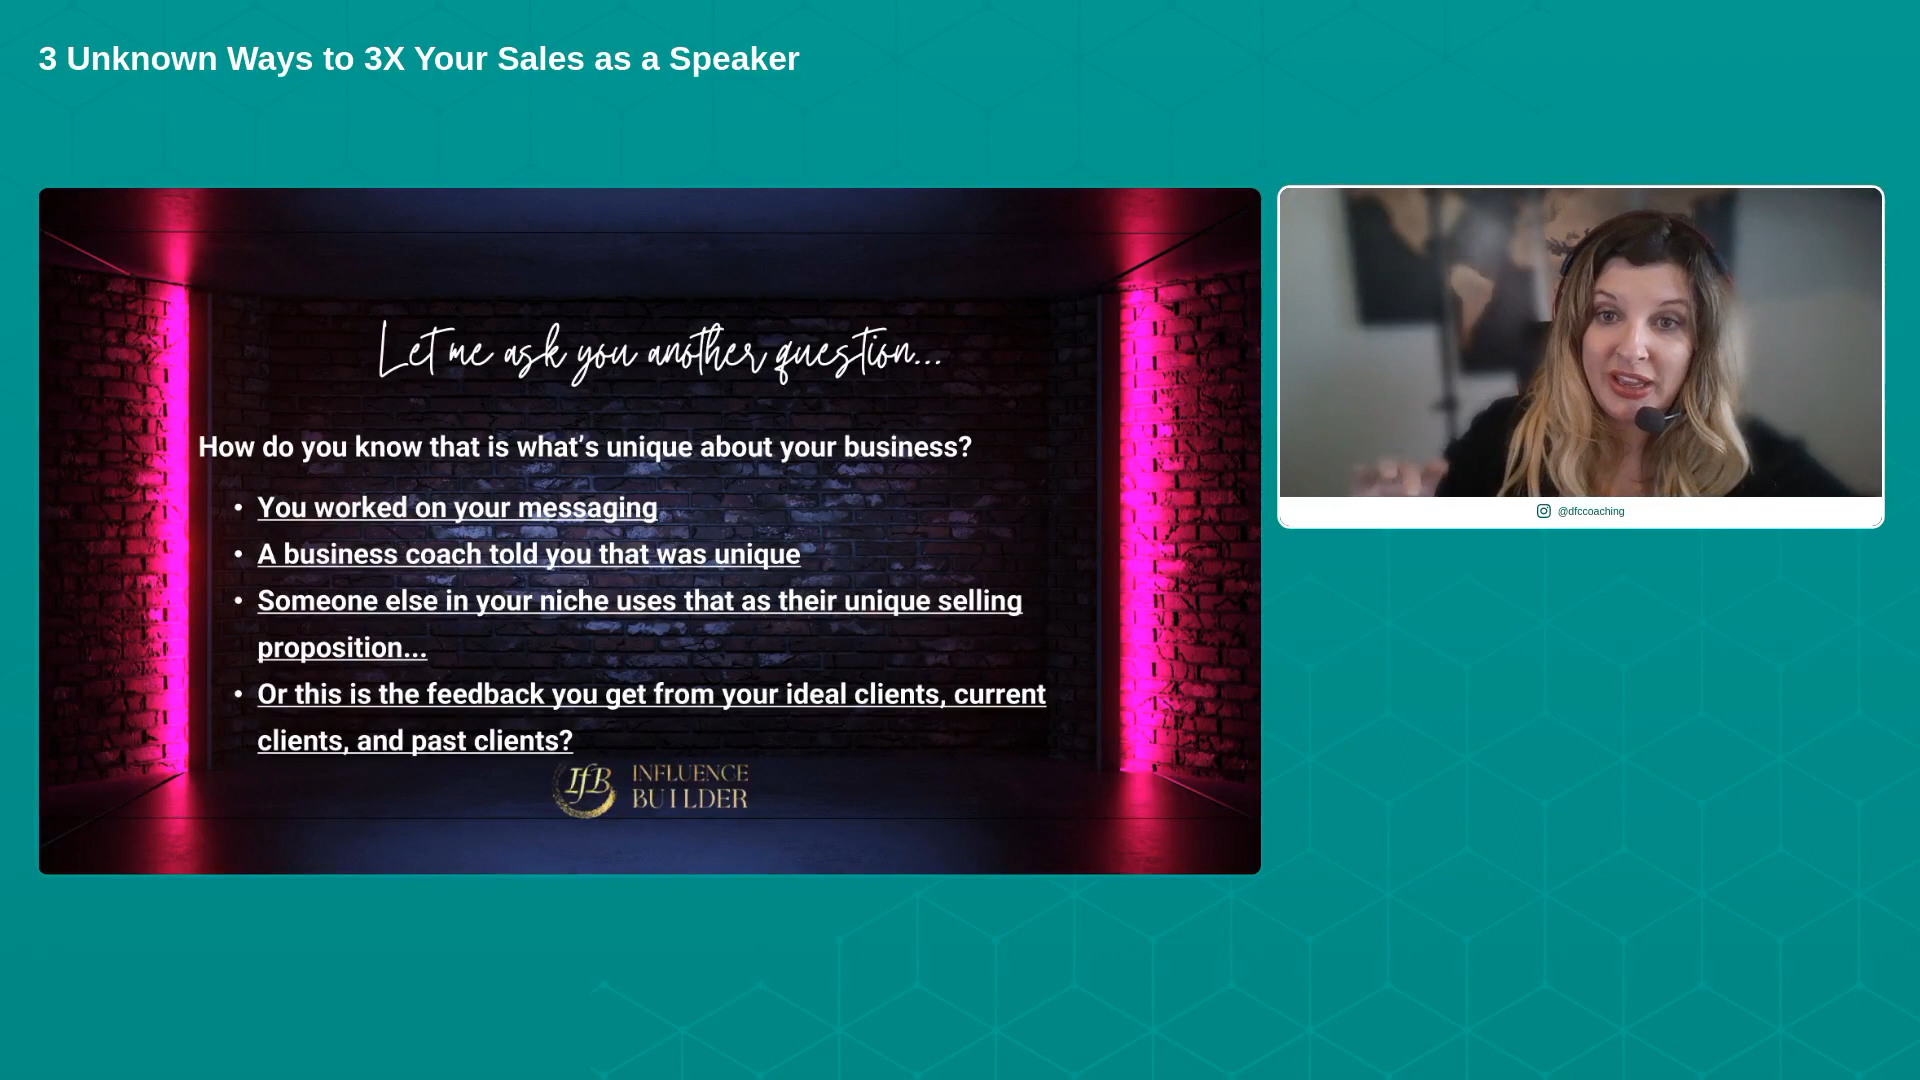 3 Unknown Ways to 3X Your Sales as a Speaker
Let me ask you another question...
How do you know that is what’s unique about your business?
• You worked on your messaging
• A business coach told you that was unique
• Someone else in your niche uses that as their unique selling
proposition...
• Or this is the feedback you get from your ideal clients, current
clients, and past clients?
IfB INFLUENCE
BUILDER
@dfccoaching